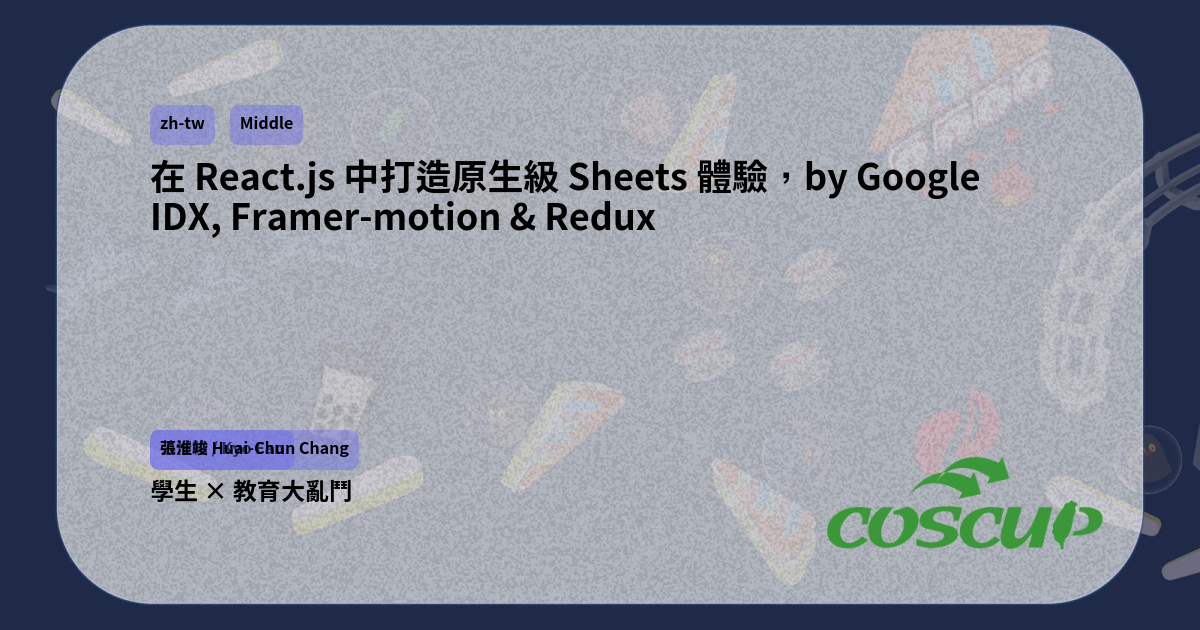 zh-tw
Middle
在 React.js 中打造原生級 Sheets 體驗，by Google
IDX, Framer-motion & Redux
張淮峻 Huai-Chun Chang
學生 × 教育大亂鬥
COSCUP